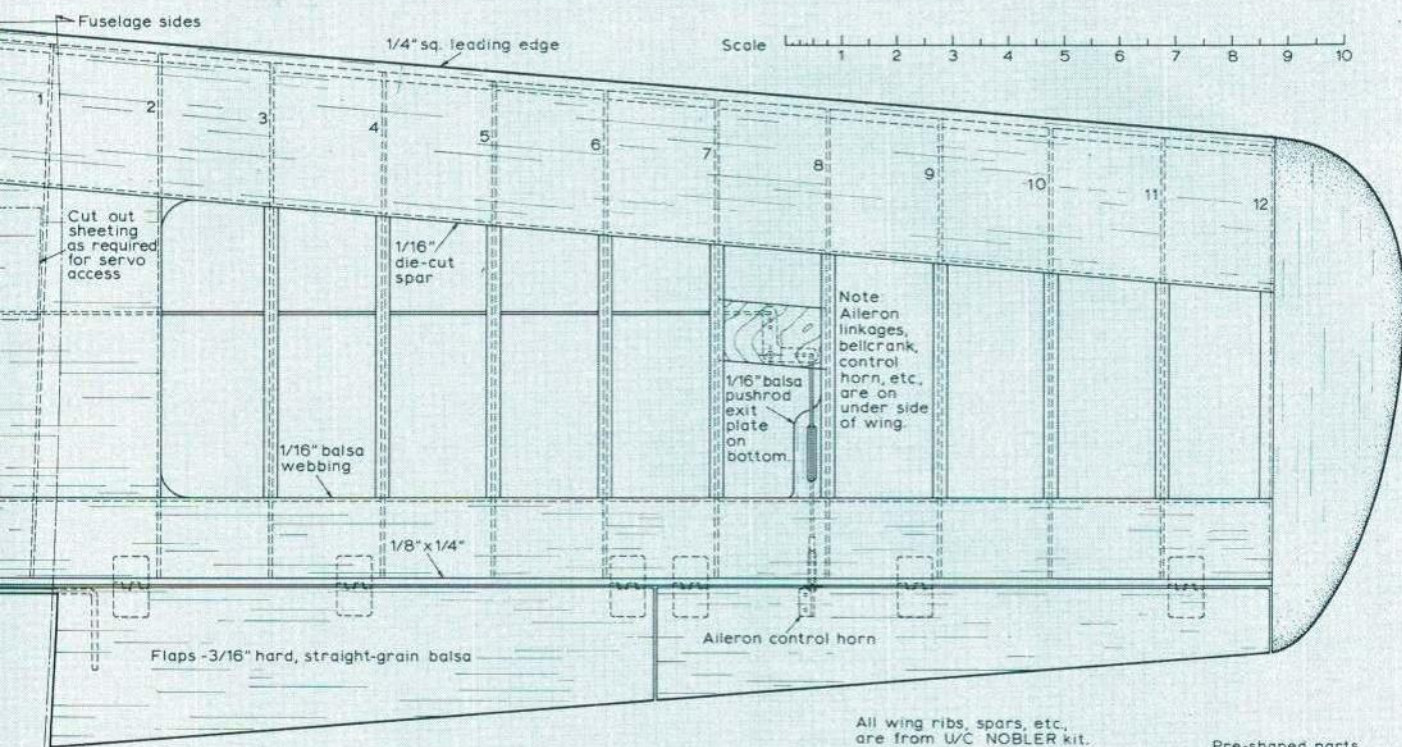 Fuselage sides
1/4" sq. leading edge
Scale
1 2 3 4 5 6 7 8 9 10
1 2 3 4 5 6 7 8 9 10 11 12
Cut out
sheeting
as required
for servo
access
1/16"
die-cut
spar
Note:
Aileron
linkages,
bellcrank,
control
horn, etc.,
are on
under side
of wing.
1/16" balsa
pushrod
exit
plate
on
bottom.
1/16" balsa
webbing
1/8" x 1/4"
Aileron control horn
Flaps -3/16" hard, straight-grain balsa
All wing ribs, spars, etc.,
are from U/C NOBLER kit.
Pre-shaped parts